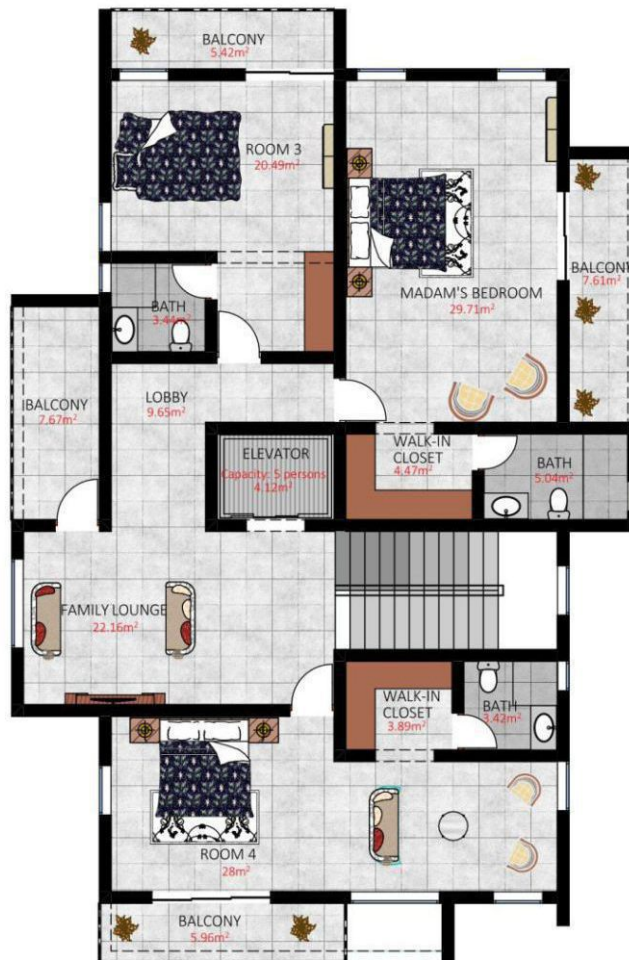 BALCONY
5.42m²
ROOM 3
20.49m²
BALCONY
7.61m²
MADAM'S BEDROOM
29.71m²
BATH
3.44m²
LOBBY
9.65m²
BALCONY
7.67m²
ELEVATOR
Capacity: 5 persons
4.12m²
WALK-IN
CLOSET
4.47m²
BATH
5.04m²
FAMILY LOUNGE
22.16m²
WALK-IN
CLOSET
3.89m²
BATH
3.42m²
ROOM 4
28m²
BALCONY
5.96m²